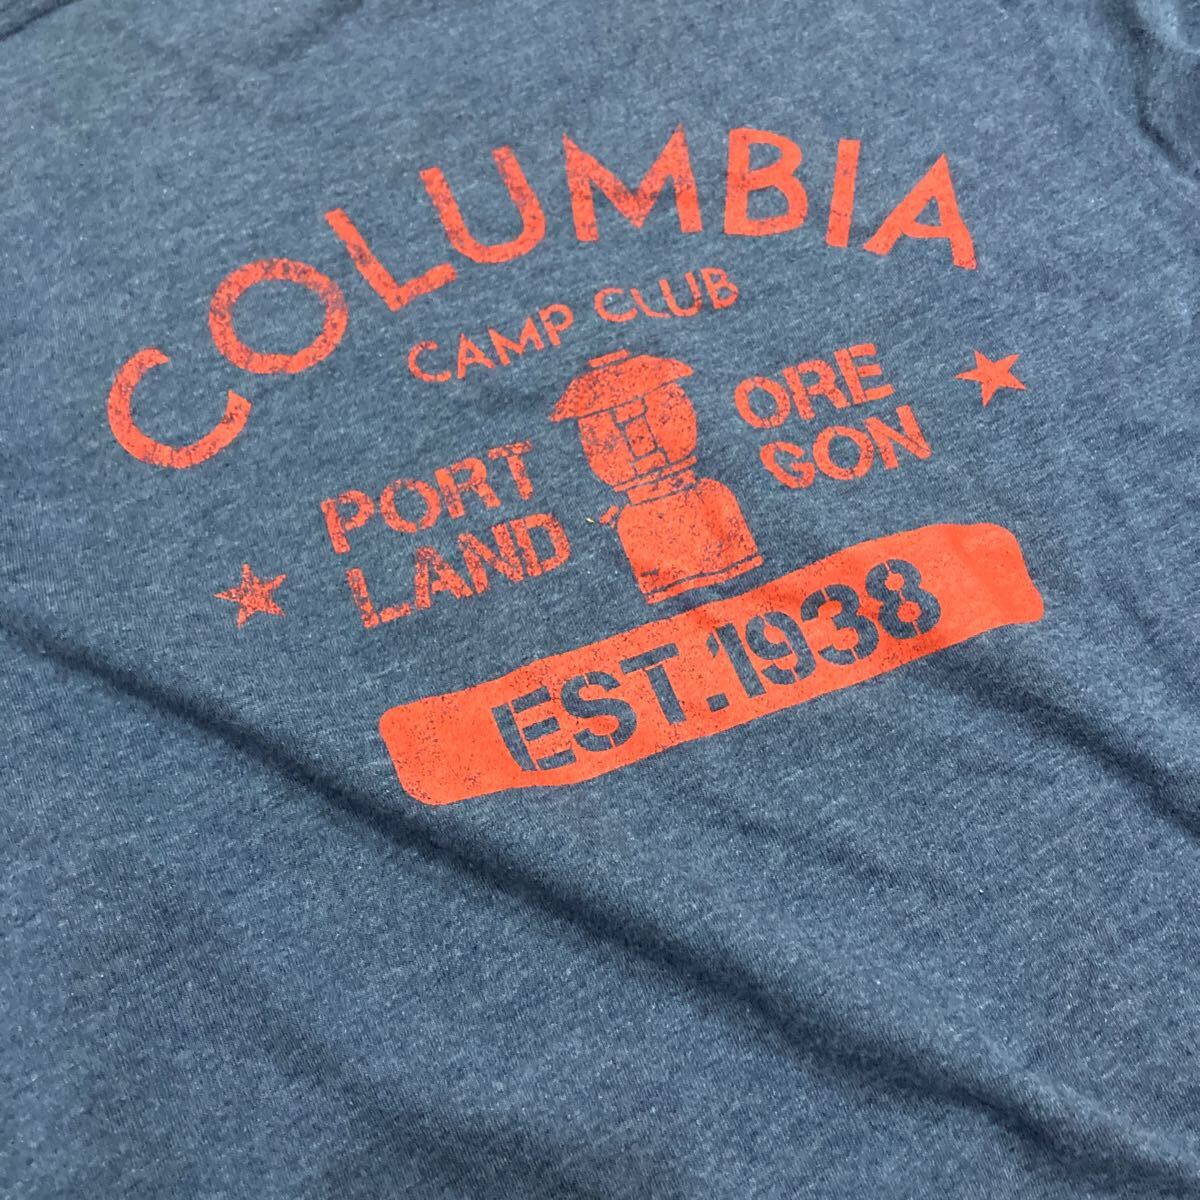 COLUMBIA
CAMP CLUB
PORT
LAND
ORE
GON
EST.1938